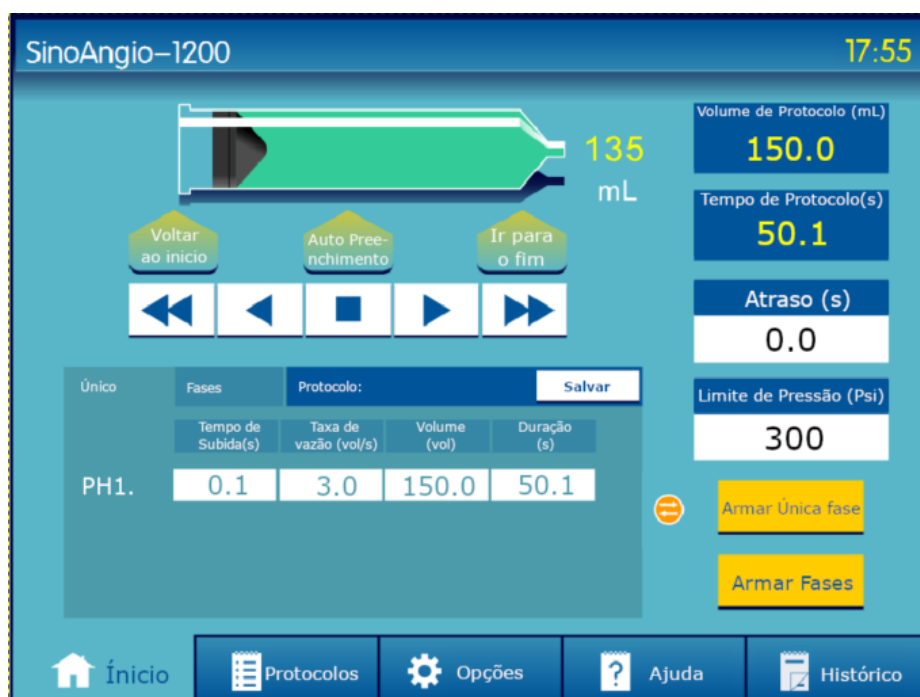 SinoAngio–1200
17:55
135
mL
Voltar
ao inicio
Auto Pree-
nchimento
Ir para
o fim
Volume de Protocolo (mL)
150.0
Tempo de Protocolo(s)
50.1
Atraso (s)
0.0
Limite de Pressão (Psi)
300
Único
Fases
Protocolo:
Salvar
Tempo de
Subida(s)
Taxa de
vazão (vol/s)
Volume
(vol)
Duração
(s)
PH1.
0.1
3.0
150.0
50.1
Armar Única fase
Armar Fases
Ínicio
Protocolos
Opções
?
Ajuda
Histórico